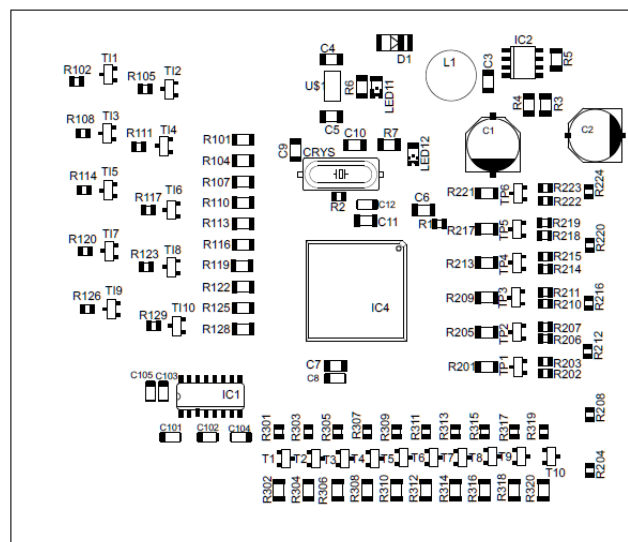 C4
D1
IC2
R102
TI1
R105
TI2
U$1
R6
LED11
L1
C3
R5
R108
TI3
R111
TI4
C5
R4
R3
R101
C9
C10
R7
LED12
C1
C2
R104
CRYS
R114
TI5
R107
R117
TI6
R110
R2
C12
C6
R221
TP6
R223
R222
R224
R113
C11
R1
R217
TP5
R219
R218
R220
R120
TI7
R116
R123
TI8
R119
R213
TP4
R215
R214
R122
R209
TP3
R211
R210
R216
R126
TI9
R125
IC4
R129
TI10
R128
R205
TP2
R207
R206
R212
C7
R201
TP1
R203
R202
C105
C103
C8
IC1
R208
C101
C102
C104
R301
R303
R305
R307
R309
R311
R313
R315
R317
R319
T1
T2
T3
T4
T5
T6
T7
T8
T9
T10
R204
R302
R304
R306
R308
R310
R312
R314
R316
R318
R320